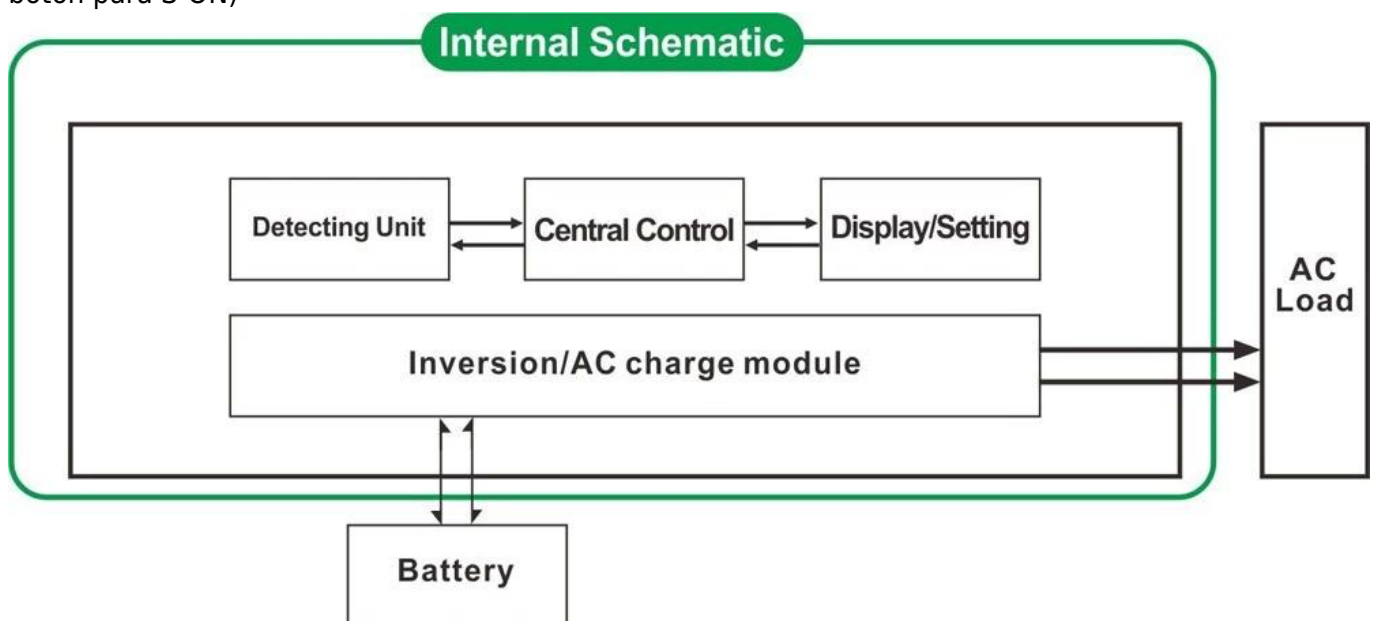 Internal Schematic
Detecting Unit
Central Control
Display/Setting
AC
Load
Inversion/AC charge module
Battery